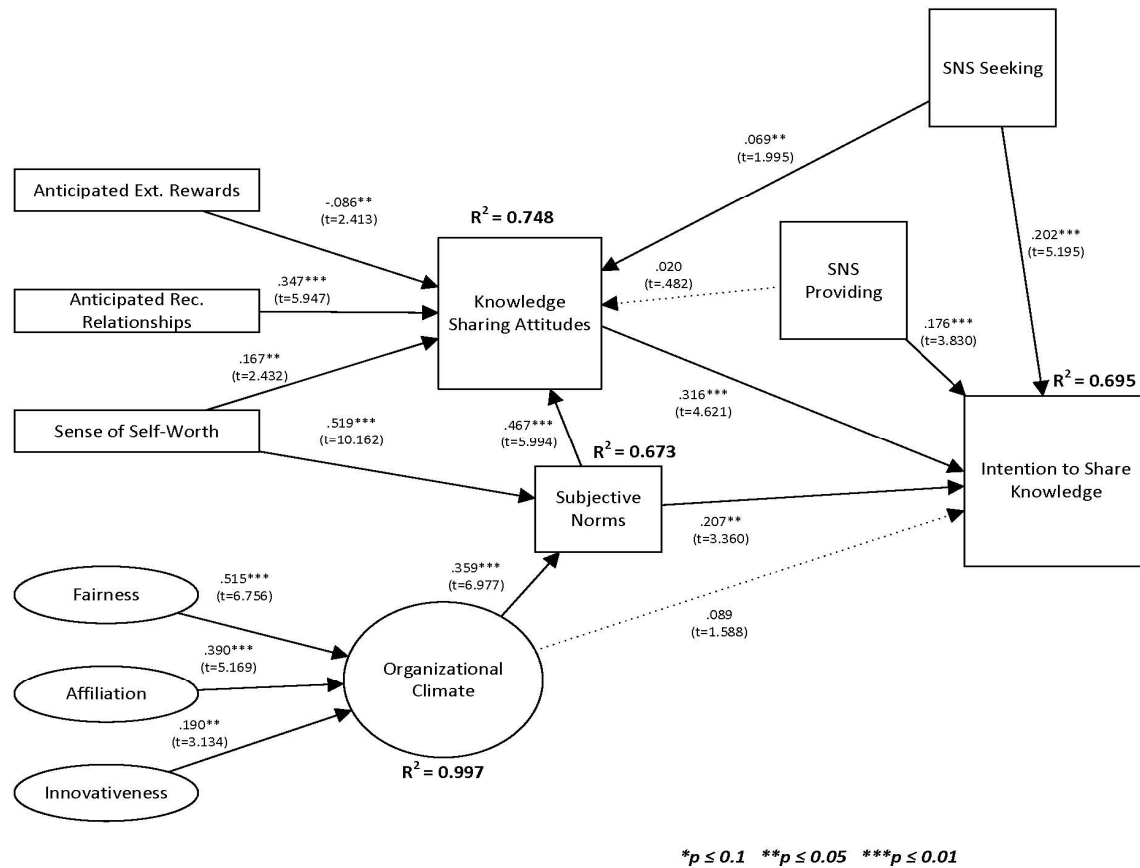 SNS Seeking
.069**
(t=1.995)
Anticipated Ext. Rewards
-.086**
(t=2.413)
R² = 0.748
.202***
(t=5.195)
SNS
Providing
.020
(t=.482)
.347***
(t=5.947)
Anticipated Rec.
Relationships
Knowledge
Sharing Attitudes
.176***
(t=3.830)
.167**
(t=2.432)
R² = 0.695
.316***
(t=4.621)
Sense of Self-Worth
.519***
(t=10.162)
.467***
(t=5.994)
R² = 0.673
Intention to Share
Knowledge
Subjective
Norms
.207**
(t=3.360)
.359***
(t=6.977)
.515***
(t=6.756)
Fairness
.089
(t=1.588)
.390***
(t=5.169)
Organizational
Climate
Affiliation
.190**
(t=3.134)
R² = 0.997
Innovativeness
*p ≤ 0.1 **p ≤ 0.05 ***p ≤ 0.01